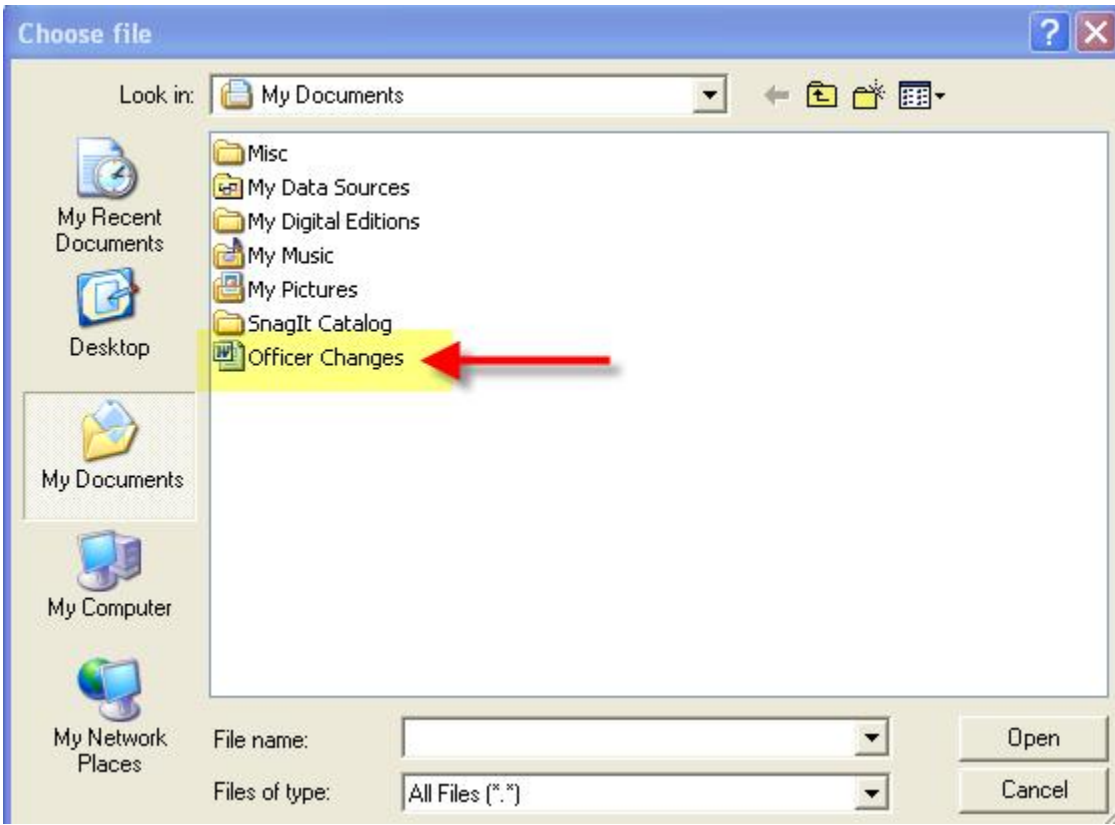 Choose file
Look in:
My Documents
My Recent
Documents
Desktop
My Documents
My Computer
My Network
Places
Misc
My Data Sources
My Digital Editions
My Music
My Pictures
SnagIt Catalog
Officer Changes
File name:
Open
Files of type:
All Files (*.*)
Cancel